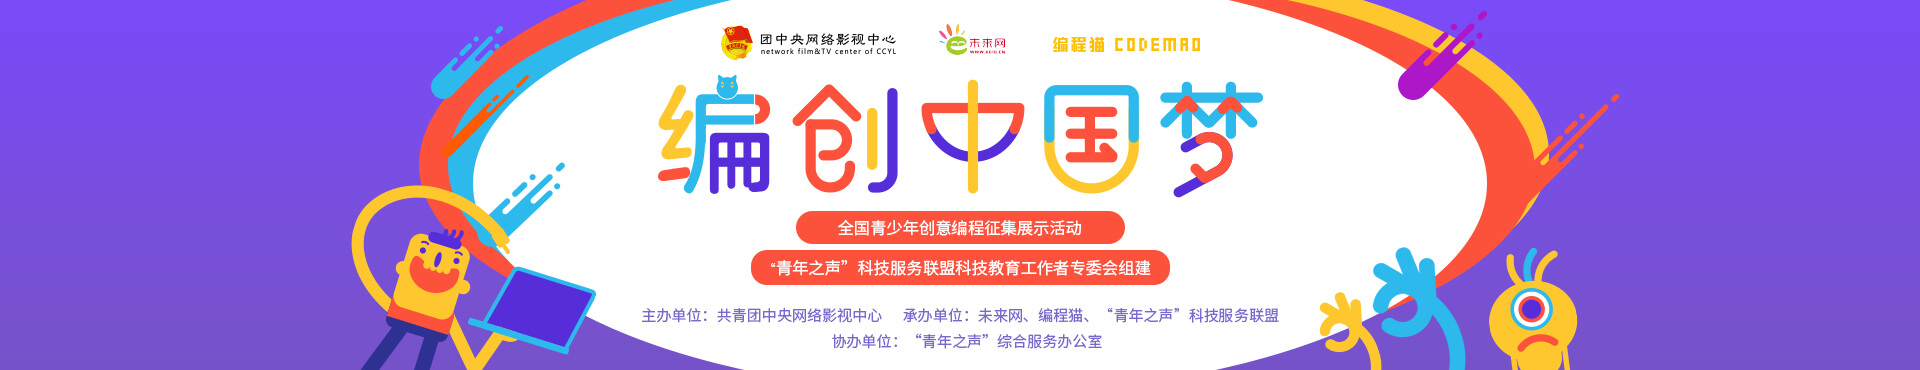 团中央网络影视中心
network film&TV center of CCYL
未来网
编程猫 CODEMAO
编创中国梦
全国青少年创意编程征集展示活动
“青年之声”科技服务联盟科技教育工作者专委会组建
主办单位：共青团中央网络影视中心 承办单位：未来网、编程猫、“青年之声”科技服务联盟
协办单位：“青年之声”综合服务办公室